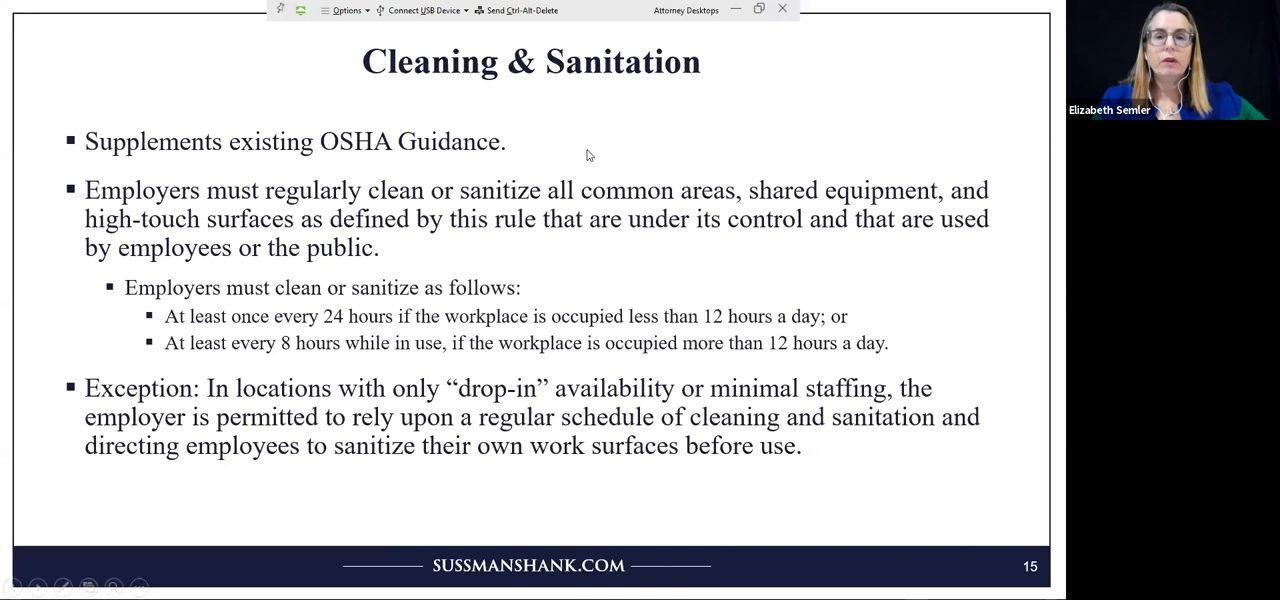 Options
Connect USB Device
Send Ctrl-Alt-Delete
Attorney Desktops
Cleaning & Sanitation
▪ Supplements existing OSHA Guidance.
▪ Employers must regularly clean or sanitize all common areas, shared equipment, and
high-touch surfaces as defined by this rule that are under its control and that are used
by employees or the public.
▪ Employers must clean or sanitize as follows:
▪ At least once every 24 hours if the workplace is occupied less than 12 hours a day; or
▪ At least every 8 hours while in use, if the workplace is occupied more than 12 hours a day.
▪ Exception: In locations with only “drop-in” availability or minimal staffing, the
employer is permitted to rely upon a regular schedule of cleaning and sanitation and
directing employees to sanitize their own work surfaces before use.
SUSSMANSHANK.COM
15
Elizabeth Semler